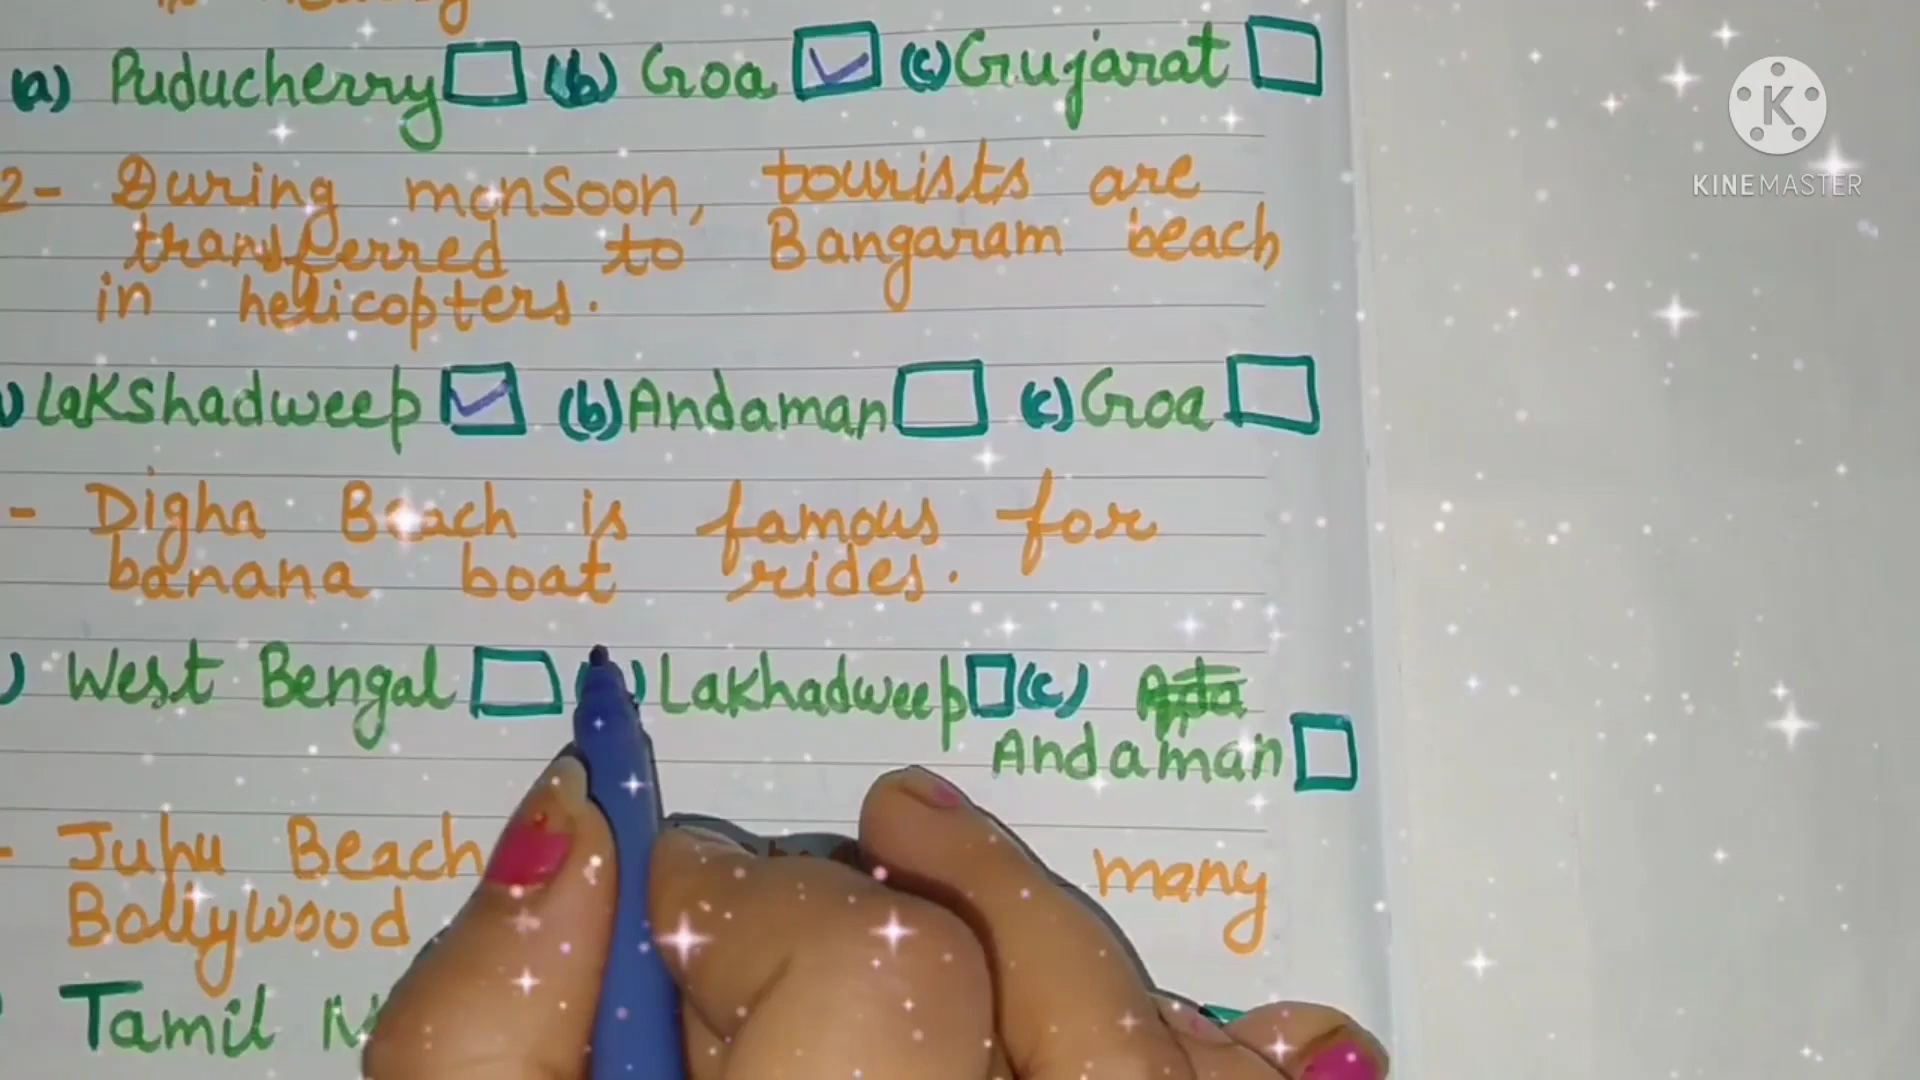 (a) Puducherry (b) Goa (c) Gujarat
2- During monsoon, tourists are
transferred to Bangaram beach
in helicopters.
) Lakshadweep (b) Andaman (c) Goa
- Digha Beach is famous for
banana boat rides.
) West Bengal ( ) Lakhadweep (c)
Andaman
- Juhu Beach many
Bollywood
Tamil N
K
KINEMASTER